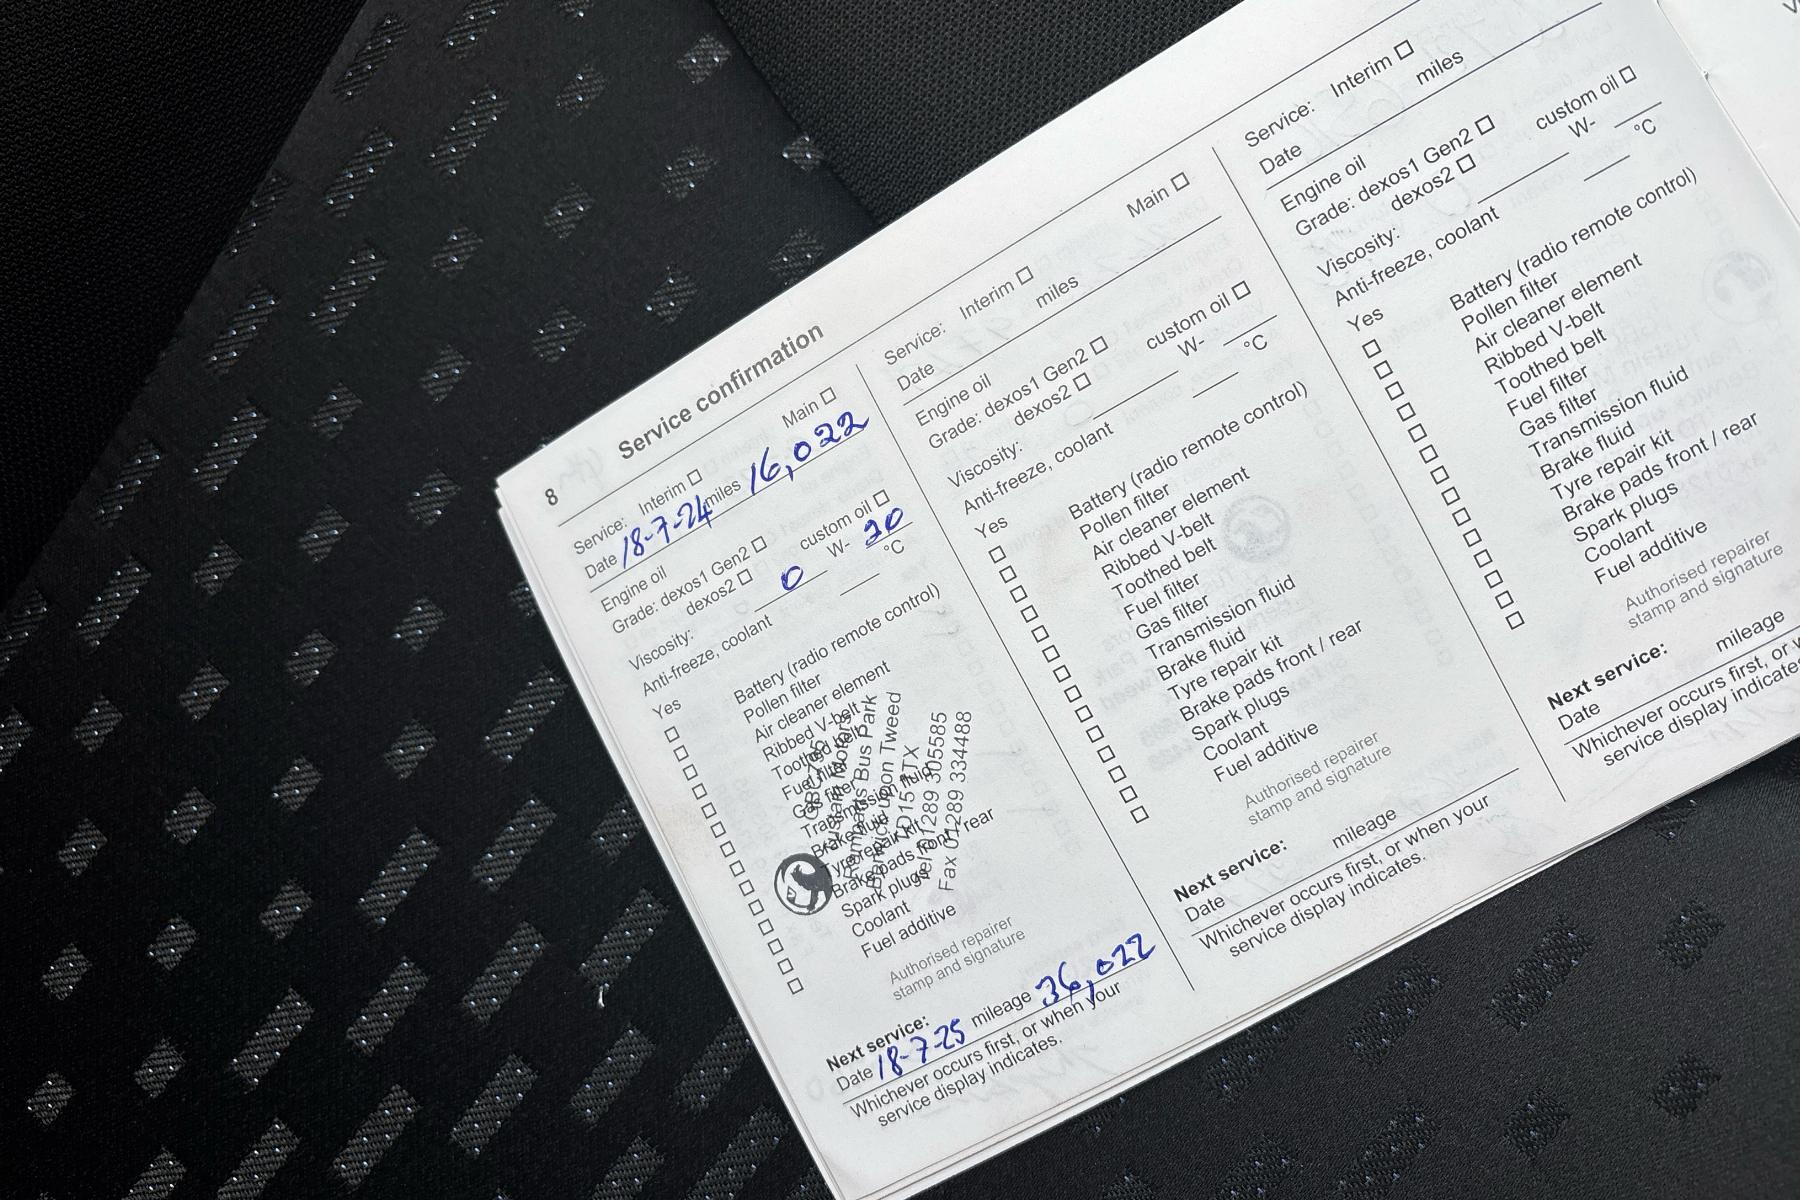 8
Service confirmation
Service: Interim Main
Date 18-7-24 miles 16,022
Engine oil
Grade: dexos1 Gen2 custom oil
dexos2
Viscosity: 0 W- 20
Anti-freeze, coolant °C
Yes
Battery (radio remote control)
Pollen filter
Air cleaner element
Ribbed V-belt
Toothed belt
Fuel filter
Gas filter
Transmission fluid
Brake fluid
Tyre repair kit
Brake pads front / rear
Spark plugs
Coolant
Fuel additive
Bus Park
upon Tweed
TD15 1TX
Tel 01289 305585
Fax 01289 334488
Authorised repairer
stamp and signature
Next service:
Date 18-7-25 mileage 36,022
Whichever occurs first, or when your
service display indicates.
Service: Interim Main
Date miles
Engine oil
Grade: dexos1 Gen2 custom oil
dexos2
Viscosity: W-
Anti-freeze, coolant °C
Yes
Battery (radio remote control)
Pollen filter
Air cleaner element
Ribbed V-belt
Toothed belt
Fuel filter
Gas filter
Transmission fluid
Brake fluid
Tyre repair kit
Brake pads front / rear
Spark plugs
Coolant
Fuel additive
Authorised repairer
stamp and signature
Next service:
Date mileage
Whichever occurs first, or when your
service display indicates.
Service: Interim
Date miles
Engine oil
Grade: dexos1 Gen2 custom oil
dexos2
Viscosity: W-
Anti-freeze, coolant °C
Yes
Battery (radio remote control)
Pollen filter
Air cleaner element
Ribbed V-belt
Toothed belt
Fuel filter
Gas filter
Transmission fluid
Brake fluid
Tyre repair kit
Brake pads front / rear
Spark plugs
Coolant
Fuel additive
Authorised repairer
stamp and signature
Next service:
Date mileage
Whichever occurs first, or
service display indicates